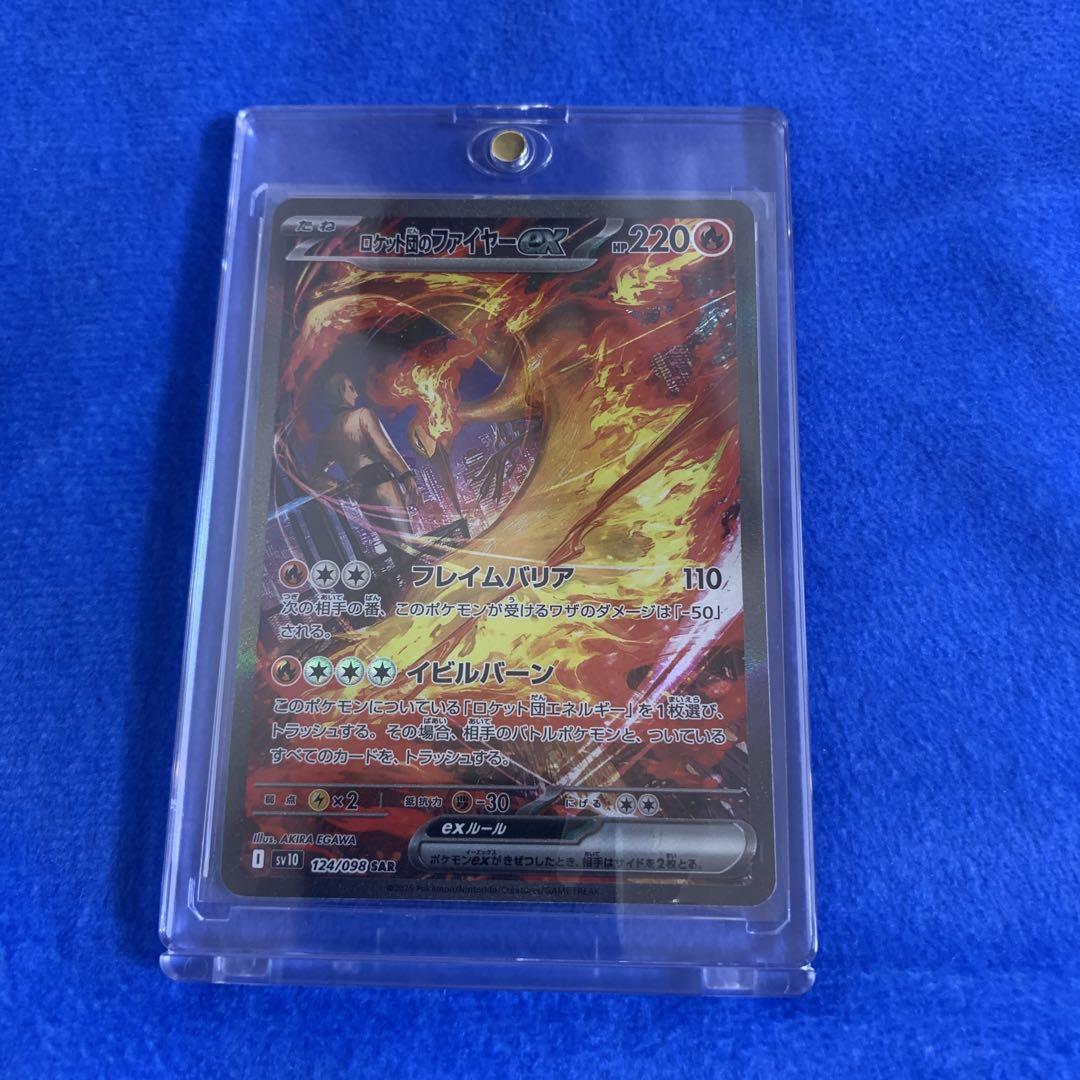 たね
ロケット団のファイヤーex HP220
フレイムバリア 110
次の相手の番、このポケモンが受けるワザのダメージは「-50」
される。
イビルバーン
このポケモンについている「ロケット団エネルギー」を1枚選び、
トラッシュする。その場合、相手のバトルポケモンと、ついている
すべてのカードを、トラッシュする。
弱点 ×2 抵抗力 -30 にげる
exルール
ポケモンexがきぜつしたとき、相手はサイドを2枚とる。
Illus. AKIRA EGAWA
I sv10 124/098 SAR
©2025 Pokémon/Nintendo/Creatures/GAME FREAK.